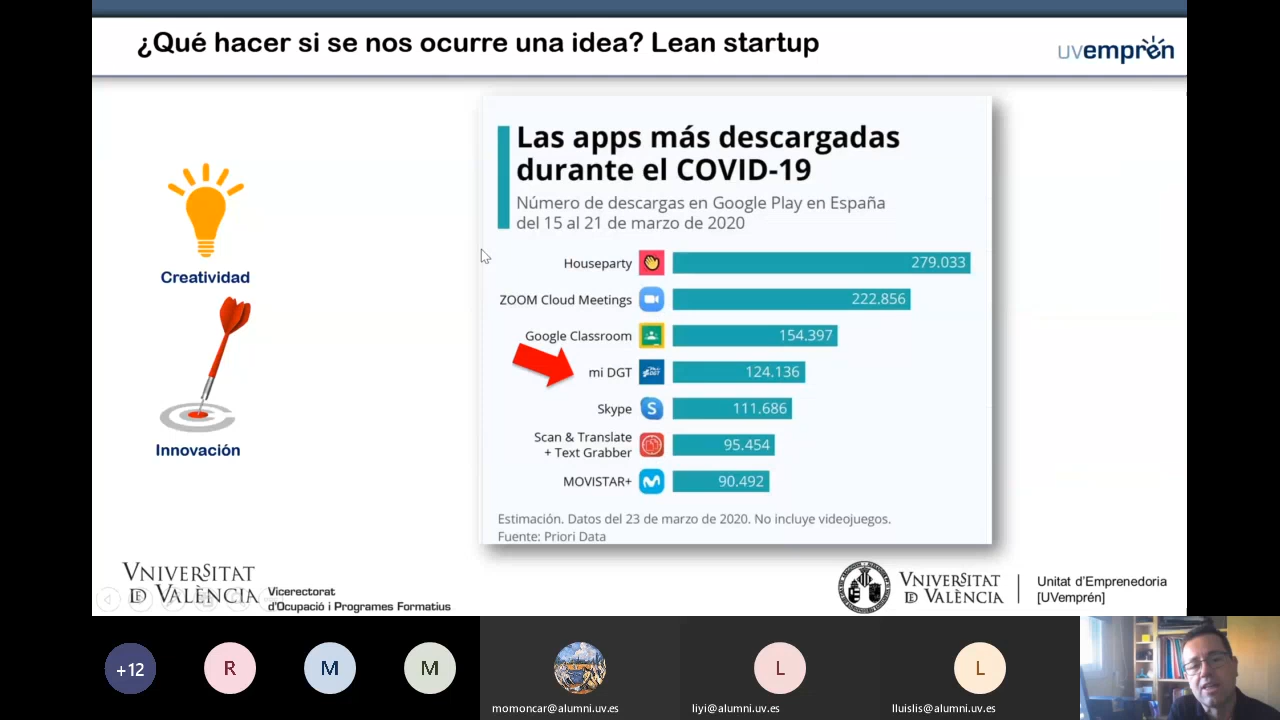 ¿Qué hacer si se nos ocurre una idea? Lean startup
uvemprén
Creatividad
Innovación
Las apps más descargadas
durante el COVID-19
Número de descargas en Google Play en España
del 15 al 21 de marzo de 2020
Houseparty 279.033
ZOOM Cloud Meetings 222.856
Google Classroom 154.397
mi DGT 124.136
Skype 111.686
Scan & Translate
+ Text Grabber 95.454
MOVISTAR+ 90.492
Estimación. Datos del 23 de marzo de 2020. No incluye videojuegos.
Fuente: Priori Data
VNIVERSITAT
DE VALÈNCIA
Vicerectorat
d'Ocupació i Programes Formatius
VNIVERSITAT
DE VALÈNCIA
Unitat d'Emprenedoria
[UVemprén]
+12
R
M
M
L
L
momoncar@alumni.uv.es
liyi@alumni.uv.es
lluislis@alumni.uv.es